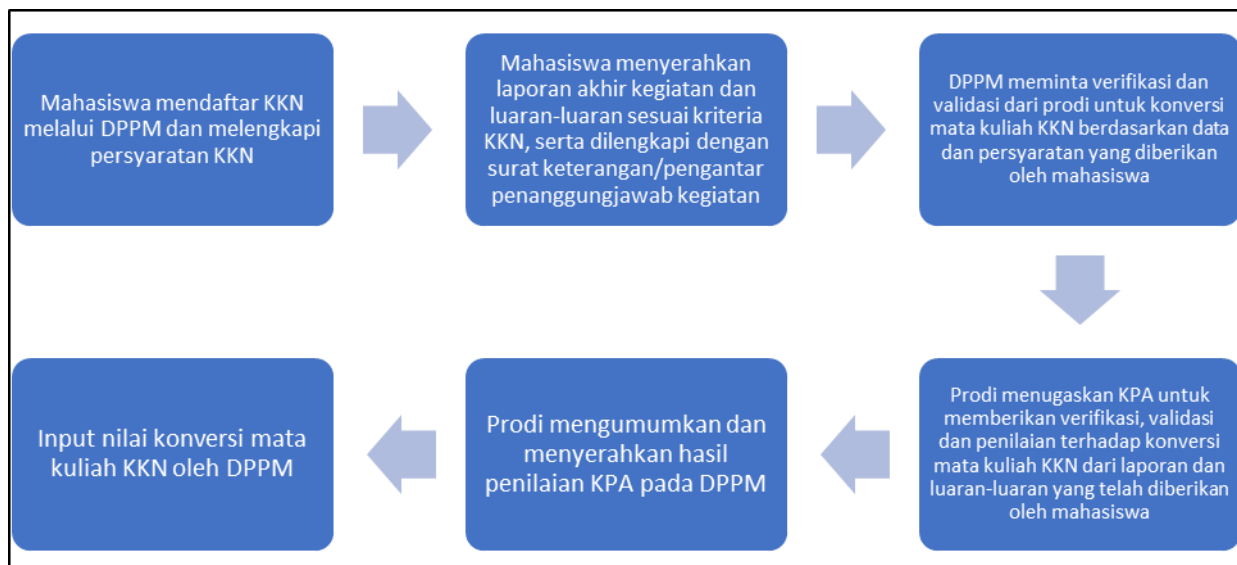 Mahasiswa mendaftar KKN
melalui DPPM dan melengkapi
persyaratan KKN
Mahasiswa menyerahkan
laporan akhir kegiatan dan
luaran-luaran sesuai kriteria
KKN, serta dilengkapi dengan
surat keterangan/pengantar
penanggungjawab kegiatan
DPPM meminta verifikasi dan
validasi dari prodi untuk konversi
mata kuliah KKN berdasarkan data
dan persyaratan yang diberikan
oleh mahasiswa
Prodi menugaskan KPA untuk
memberikan verifikasi, validasi
dan penilaian terhadap konversi
mata kuliah KKN dari laporan dan
luaran-luaran yang telah diberikan
oleh mahasiswa
Prodi mengumumkan dan
menyerahkan hasil
penilaian KPA pada DPPM
Input nilai konversi mata
kuliah KKN oleh DPPM